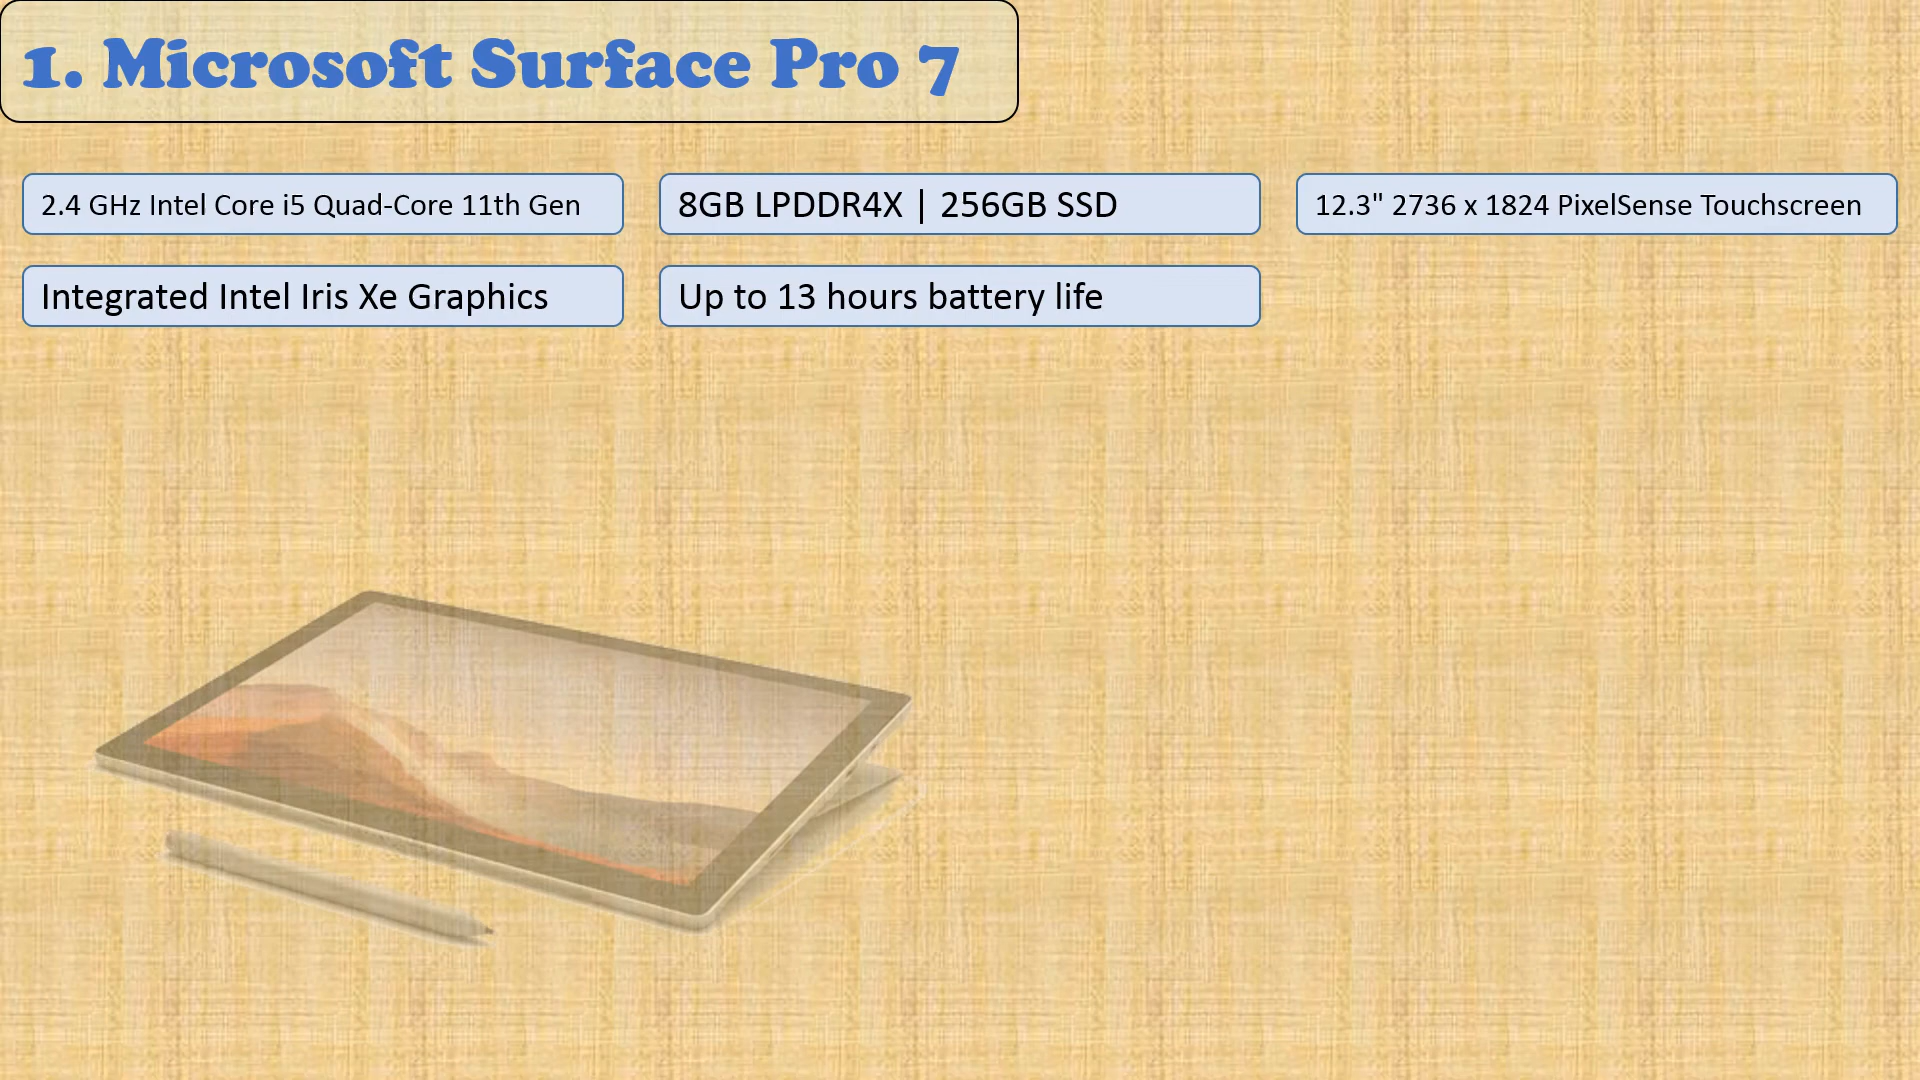 1. Microsoft Surface Pro 7
2.4 GHz Intel Core i5 Quad-Core 11th Gen
8GB LPDDR4X | 256GB SSD
12.3" 2736 x 1824 PixelSense Touchscreen
Integrated Intel Iris Xe Graphics
Up to 13 hours battery life